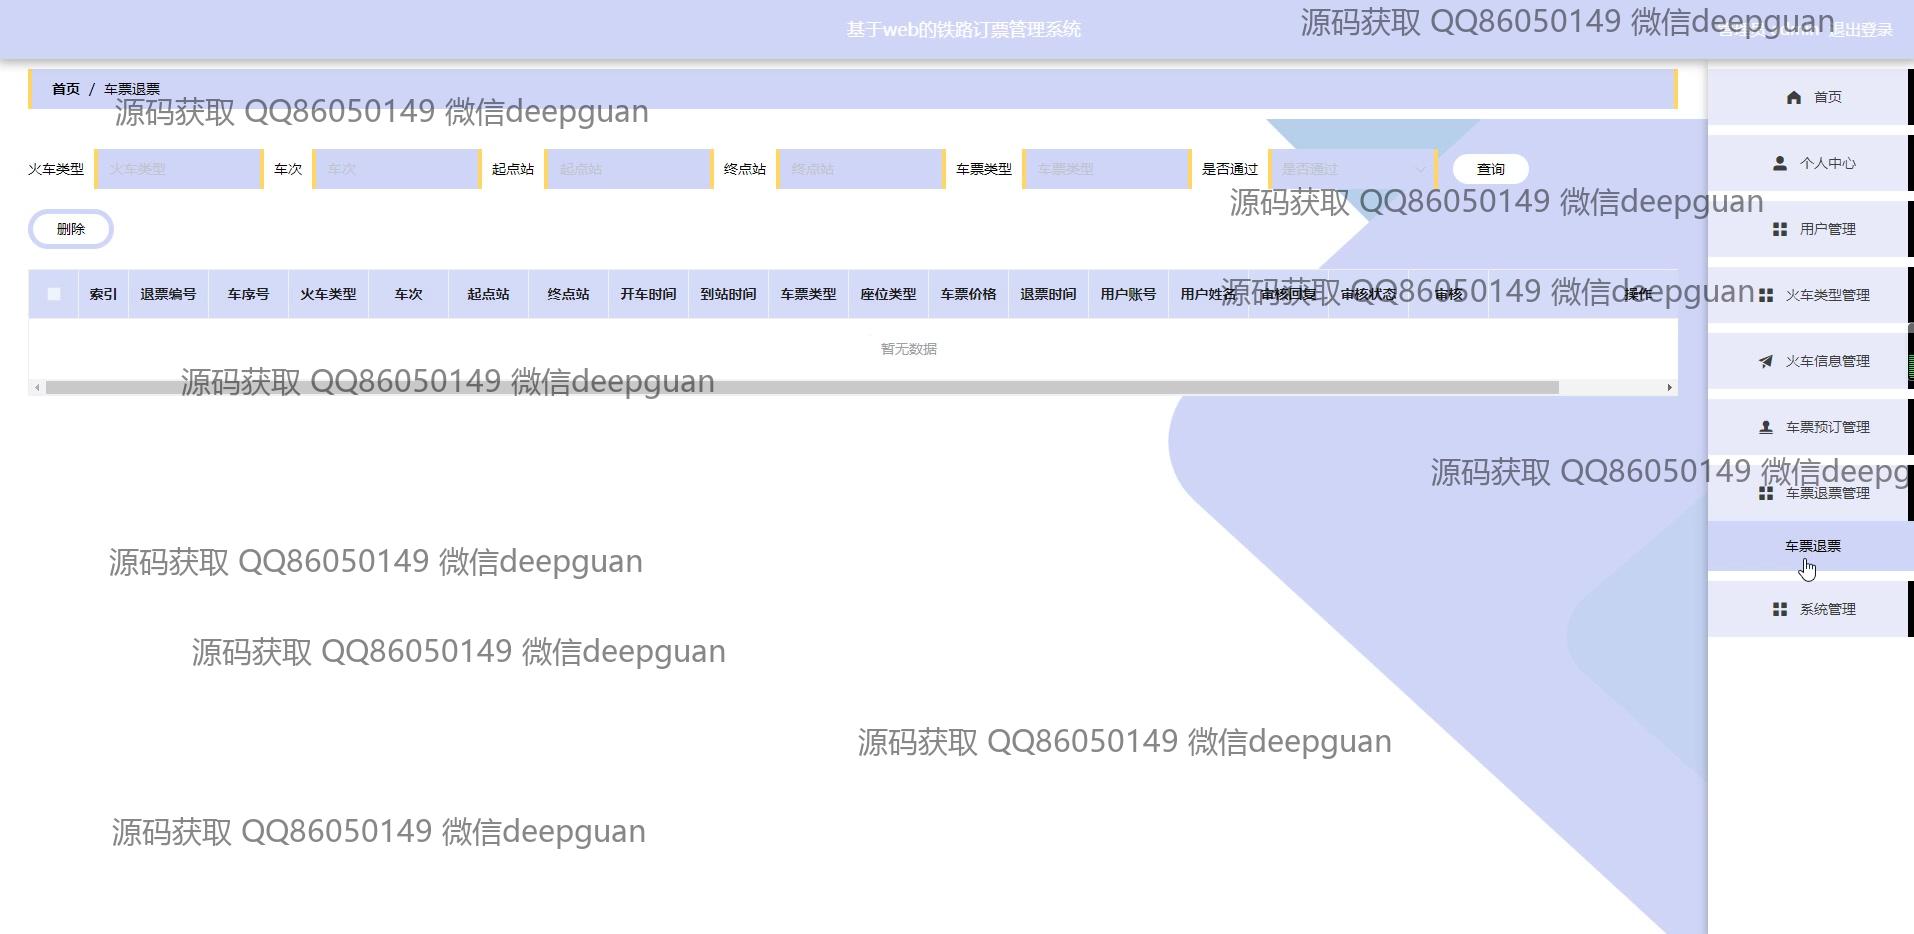 基于web的铁路订票管理系统
源码获取 QQ86050149 微信deepguan
退出登录
首页 / 车票退票
源码获取 QQ86050149 微信deepguan
首页
火车类型 火车类型 车次 车次 起点站 起点站 终点站 终点站 车票类型 车票类型 是否通过 是否通过 查询
个人中心
源码获取 QQ86050149 微信deepguan
删除
用户管理
索引 退票编号 车序号 火车类型 车次 起点站 终点站 开车时间 到站时间 车票类型 座位类型 车票价格 退票时间 用户账号 用户姓名 审核回复 审核状态 审核 操作
源码获取 QQ86050149 微信deepguan
火车类型管理
暂无数据
火车信息管理
源码获取 QQ86050149 微信deepguan
车票预订管理
源码获取 QQ86050149 微信deepg
车票退票管理
车票退票
源码获取 QQ86050149 微信deepguan
系统管理
源码获取 QQ86050149 微信deepguan
源码获取 QQ86050149 微信deepguan
源码获取 QQ86050149 微信deepguan